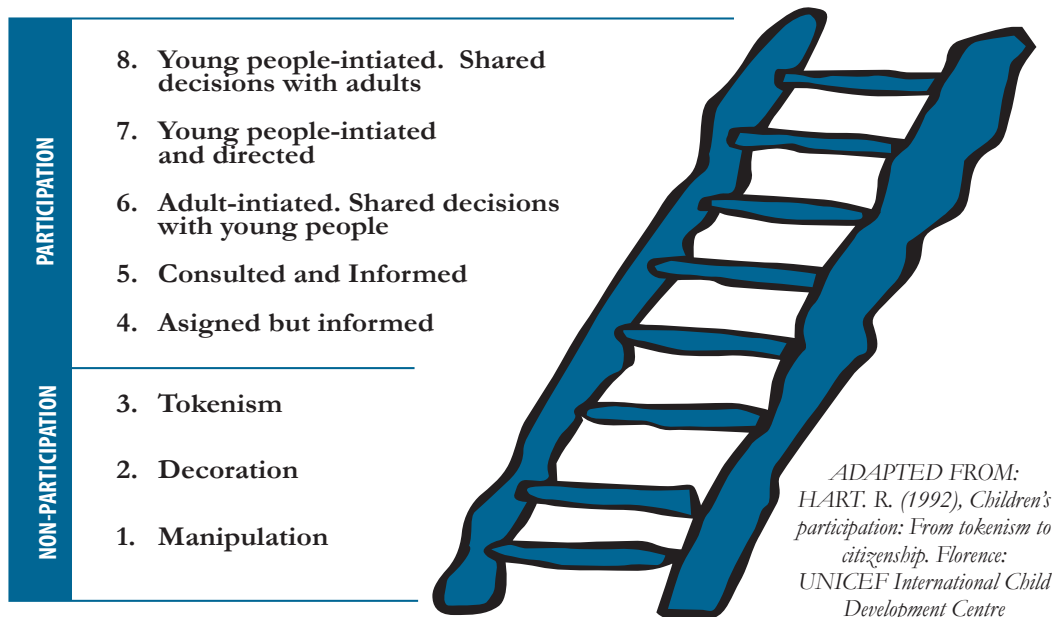 PARTICIPATION
8. Young people-intiated. Shared
decisions with adults
7. Young people-intiated
and directed
6. Adult-intiated. Shared decisions
with young people
5. Consulted and Informed
4. Asigned but informed
NON-PARTICIPATION
3. Tokenism
2. Decoration
1. Manipulation
ADAPTED FROM:
HART. R. (1992), Children's
participation: From tokenism to
citizenship. Florence:
UNICEF International Child
Development Centre